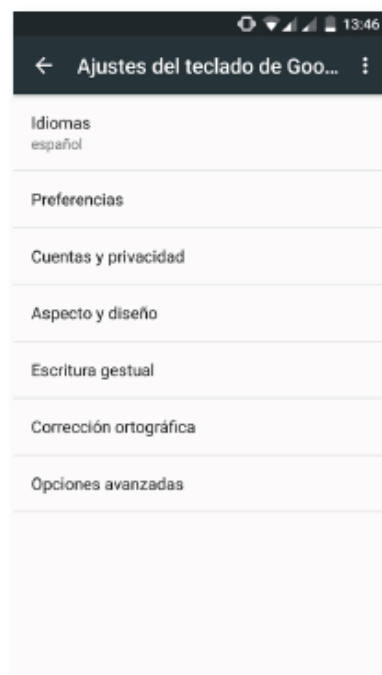 13:46
Ajustes del teclado de Goo...
Idiomas
español
Preferencias
Cuentas y privacidad
Aspecto y diseño
Escritura gestual
Corrección ortográfica
Opciones avanzadas